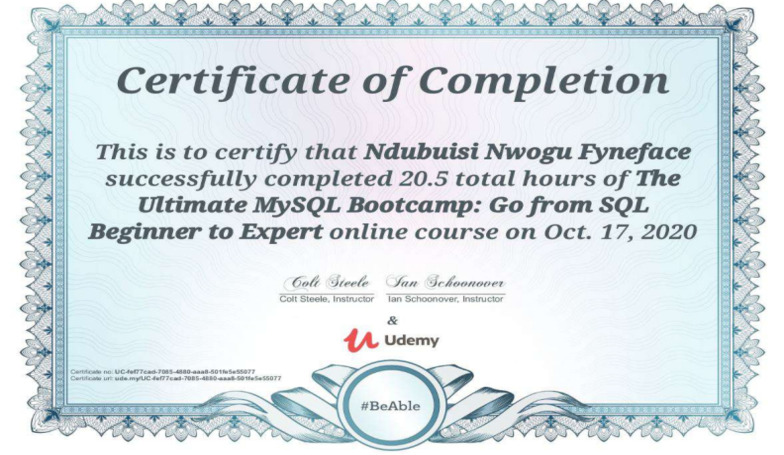 Certificate of Completion
This is to certify that Ndubuisi Nwogu Fyneface
successfully completed 20.5 total hours of The
Ultimate MySQL Bootcamp: Go from SQL
Beginner to Expert online course on Oct. 17, 2020
Colt Steele Ian Schoonover
Colt Steele, Instructor Ian Schoonover, Instructor
&
Udemy
Certificate no: UC-fef77cad-7085-4880-aaa8-501fe5e55077
Certificate url: ude.my/UC-fef77cad-7085-4880-aaa8-501fe5e55077
#BeAble